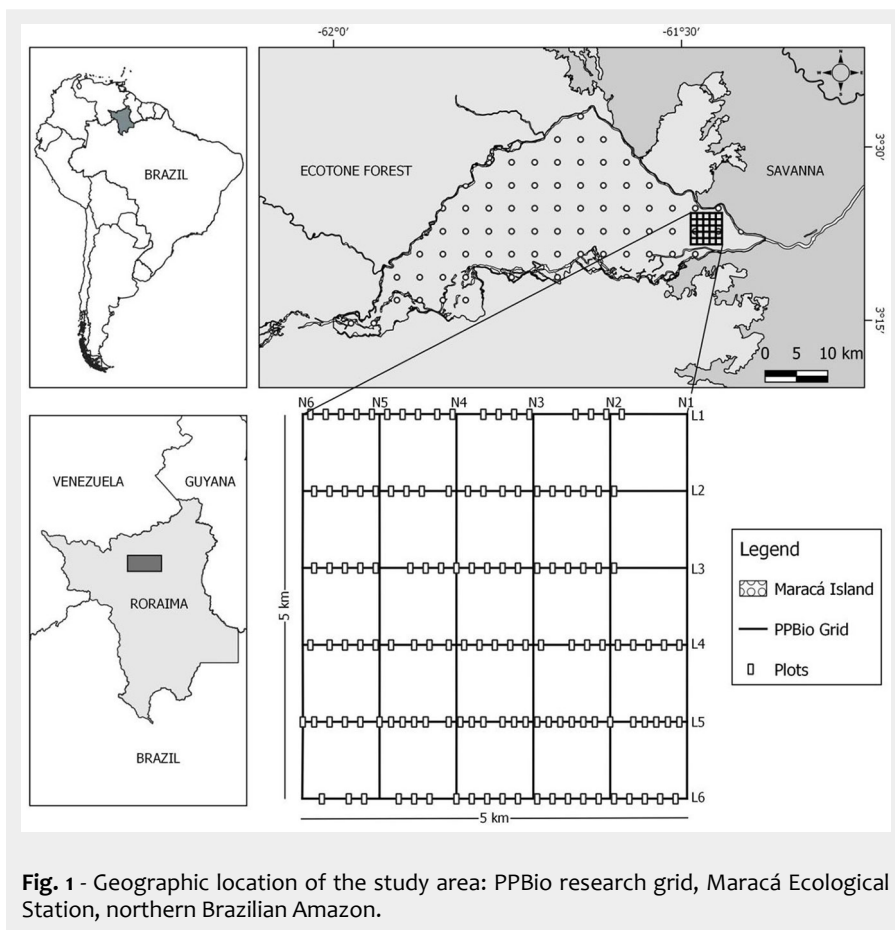 -62°0'
-61°30'
BRAZIL
ECOTONE FOREST
SAVANNA
3°30'
3°15'
0 5 10 km
N6 N5 N4 N3 N2 N1
L1
VENEZUELA
GUYANA
L2
RORAIMA
L3
5 km
L4
BRAZIL
L5
L6
5 km
Legend
Maracá Island
PPBio Grid
Plots
Fig. 1 - Geographic location of the study area: PPBio research grid, Maracá Ecological
Station, northern Brazilian Amazon.